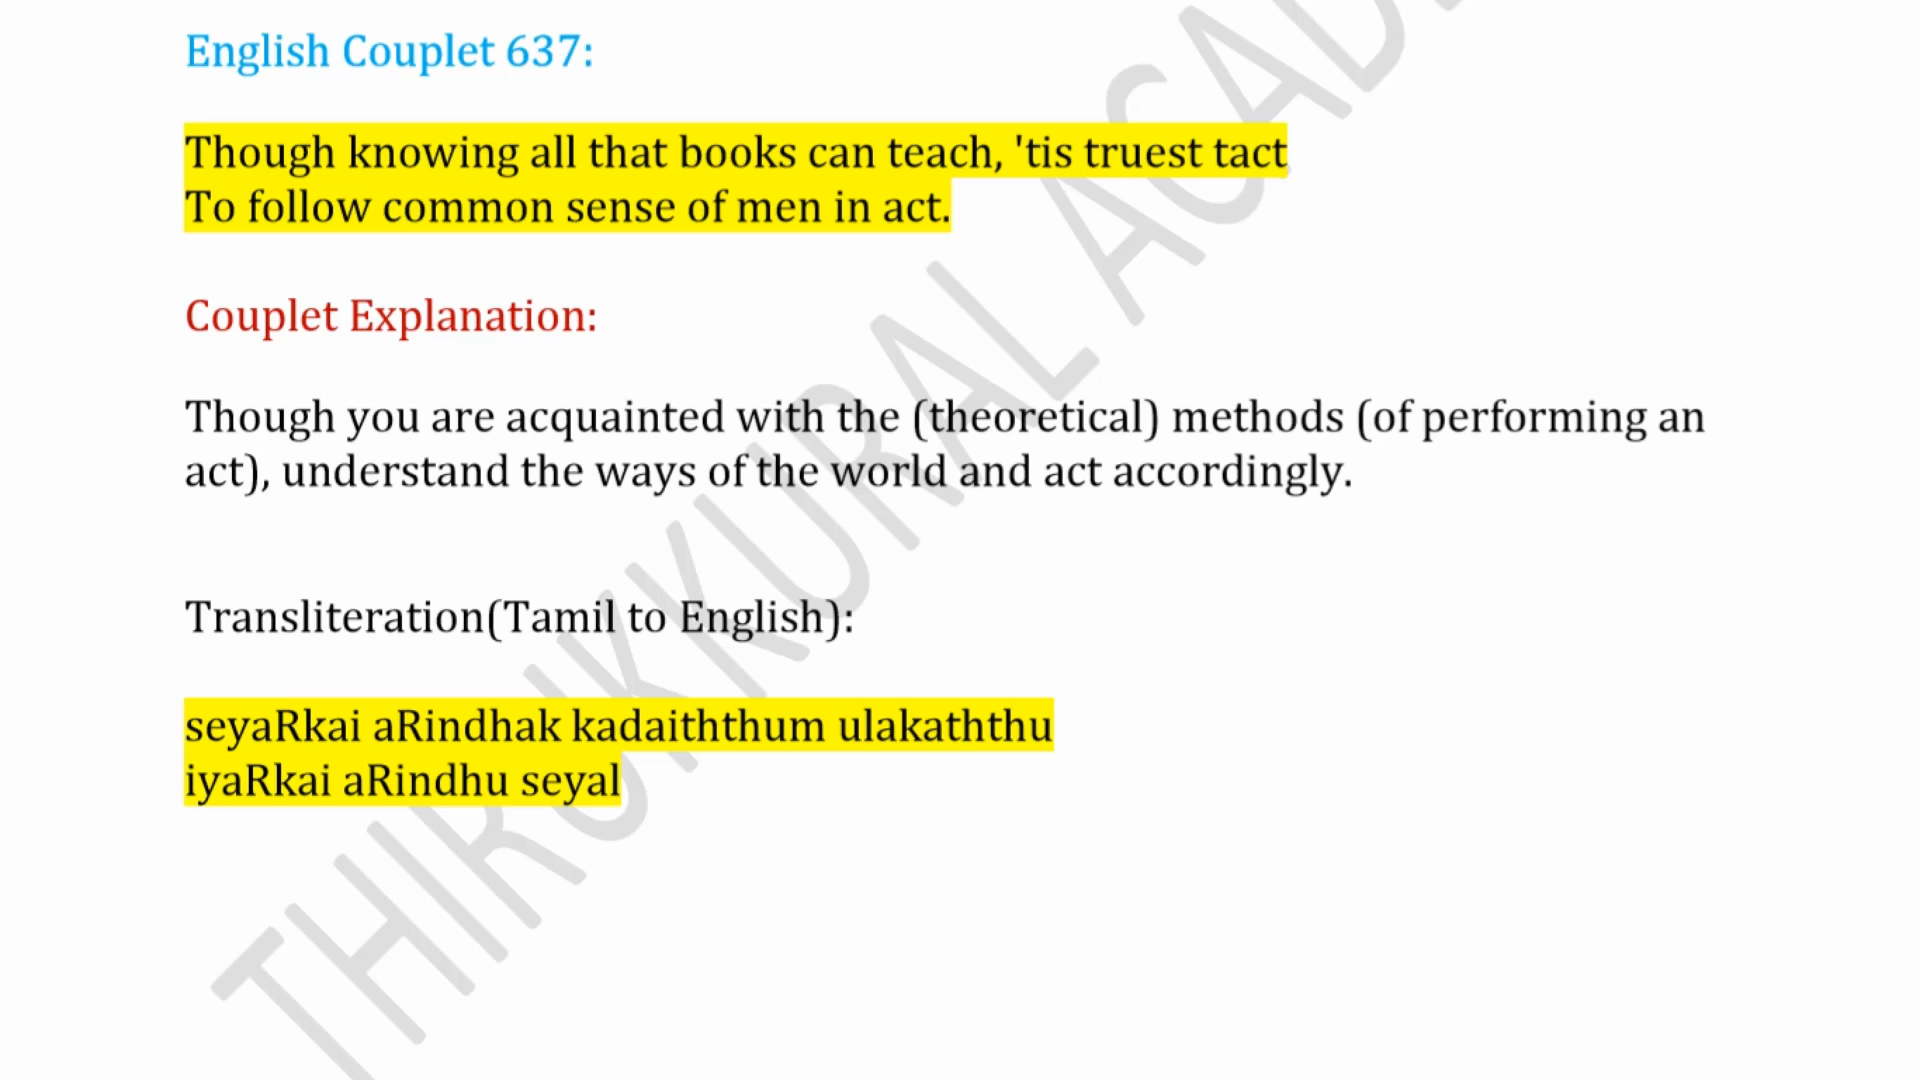 English Couplet 637:
Though knowing all that books can teach, 'tis truest tact
To follow common sense of men in act.
Couplet Explanation:
Though you are acquainted with the (theoretical) methods (of performing an
act), understand the ways of the world and act accordingly.
Transliteration(Tamil to English):
seyaRkai aRindhak kadaiththum ulakaththu
iyaRkai aRindhu seyal
THIRUKKURAL ACAD